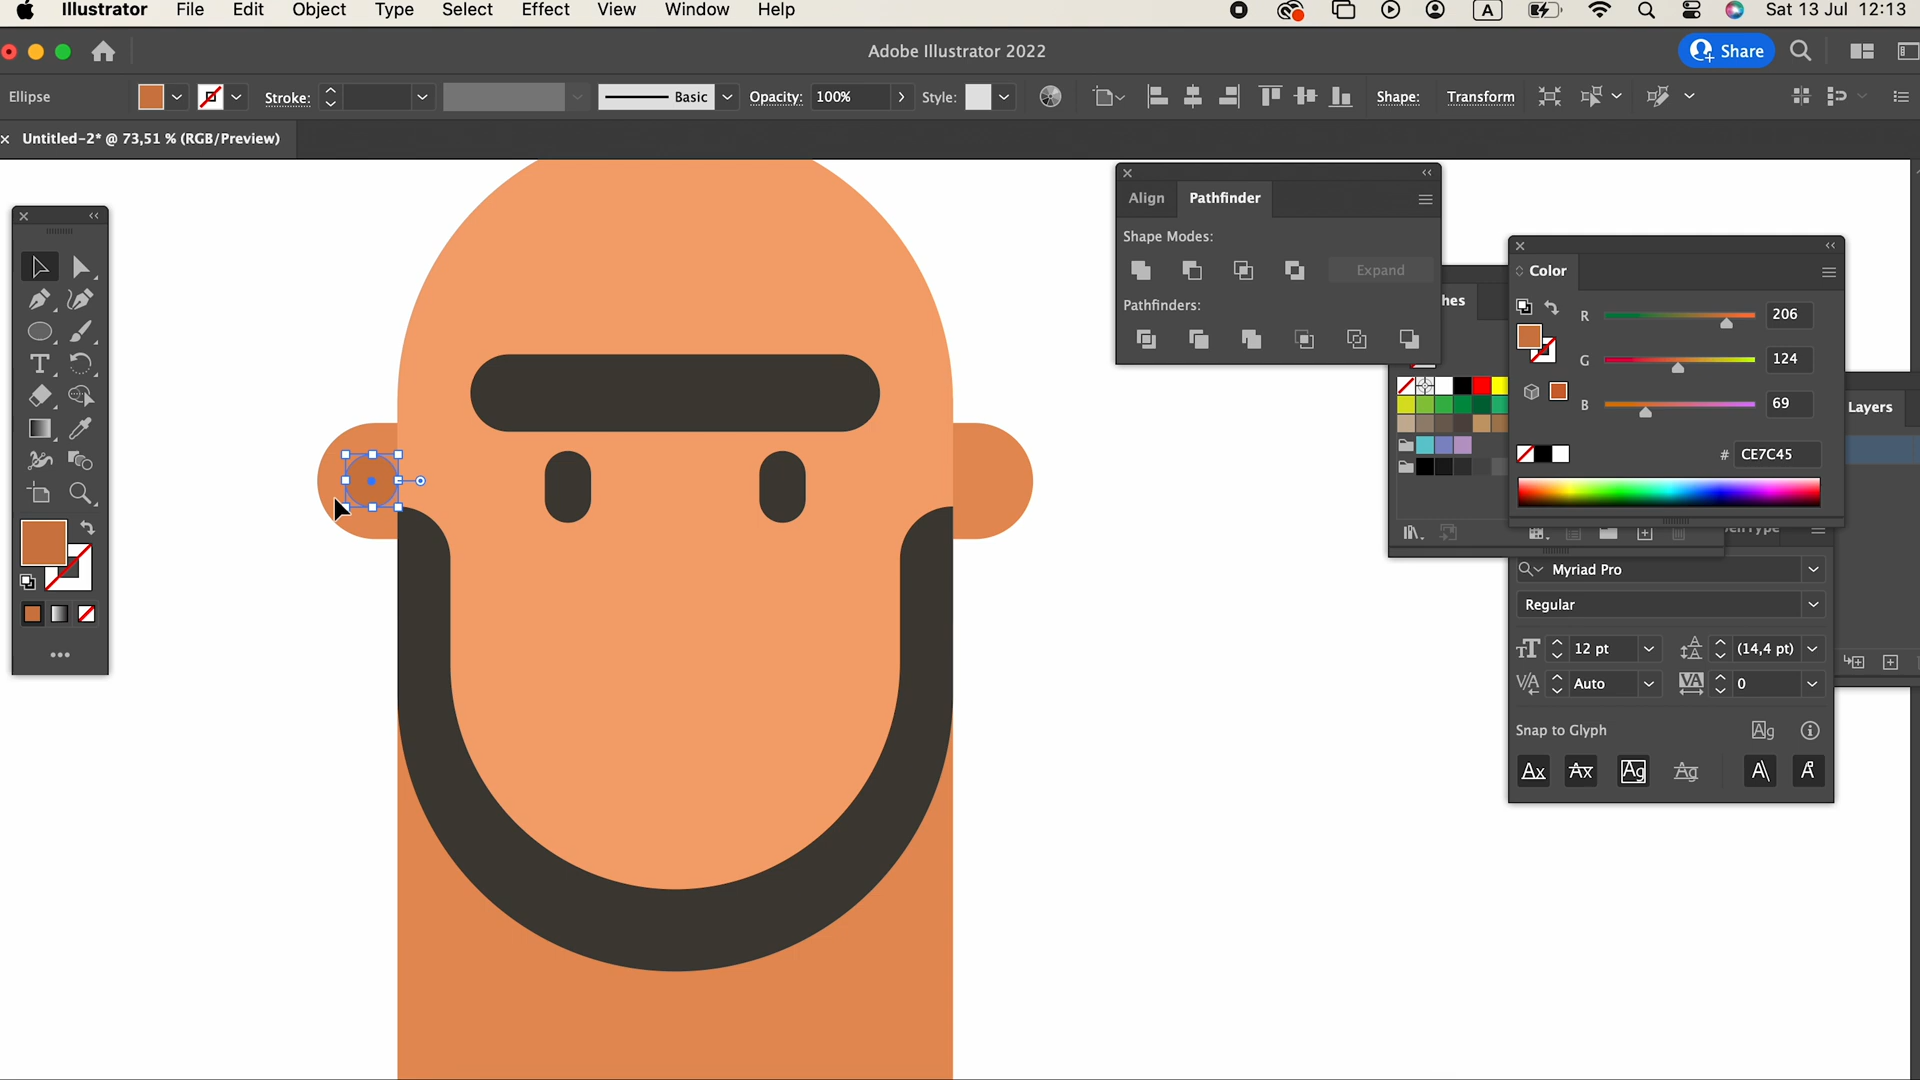 Illustrator File Edit Object Type Select Effect View Window Help A Sat 13 Jul 12:13
Adobe Illustrator 2022
Share
Ellipse Stroke: Basic Opacity: 100% Style: Shape: Transform
× Untitled-2* @ 73,51 % (RGB/Preview)
Align Pathfinder
Shape Modes:
Expand
Pathfinders:
hes
Color
R 206
G 124
B 69
# CE7C45
Layers
Myriad Pro
Regular
12 pt (14,4 pt)
Auto 0
Snap to Glyph